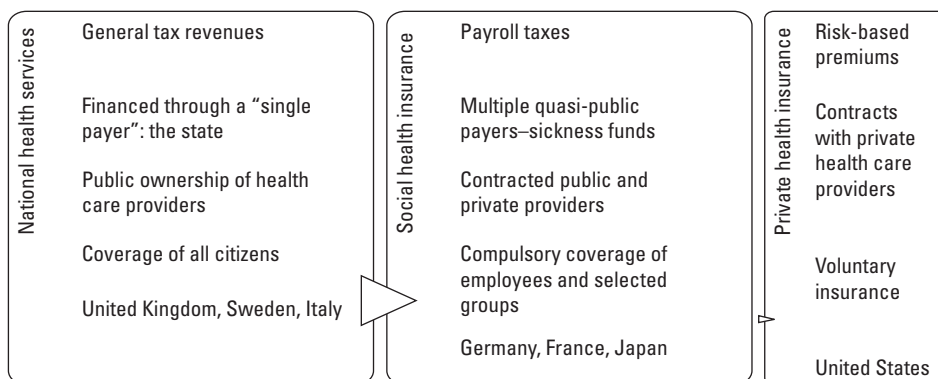 National health services
General tax revenues
Financed through a “single
payer”: the state
Public ownership of health
care providers
Coverage of all citizens
United Kingdom, Sweden, Italy
Social health insurance
Payroll taxes
Multiple quasi-public
payers–sickness funds
Contracted public and
private providers
Compulsory coverage of
employees and selected
groups
Germany, France, Japan
Private health insurance
Risk-based
premiums
Contracts
with private
health care
providers
Voluntary
insurance
United States